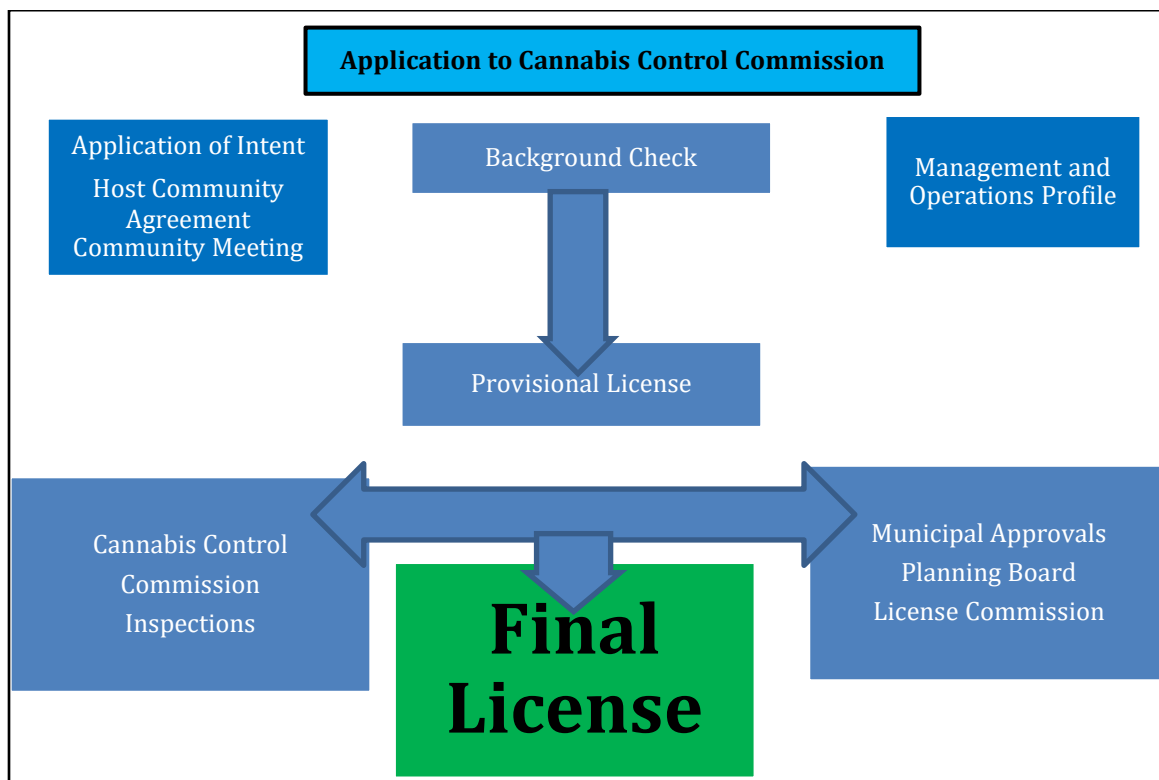 Application to Cannabis Control Commission
Application of Intent
Host Community
Agreement
Community Meeting
Background Check
Management and
Operations Profile
Provisional License
Cannabis Control
Commission
Inspections
Municipal Approvals
Planning Board
License Commission
Final
License